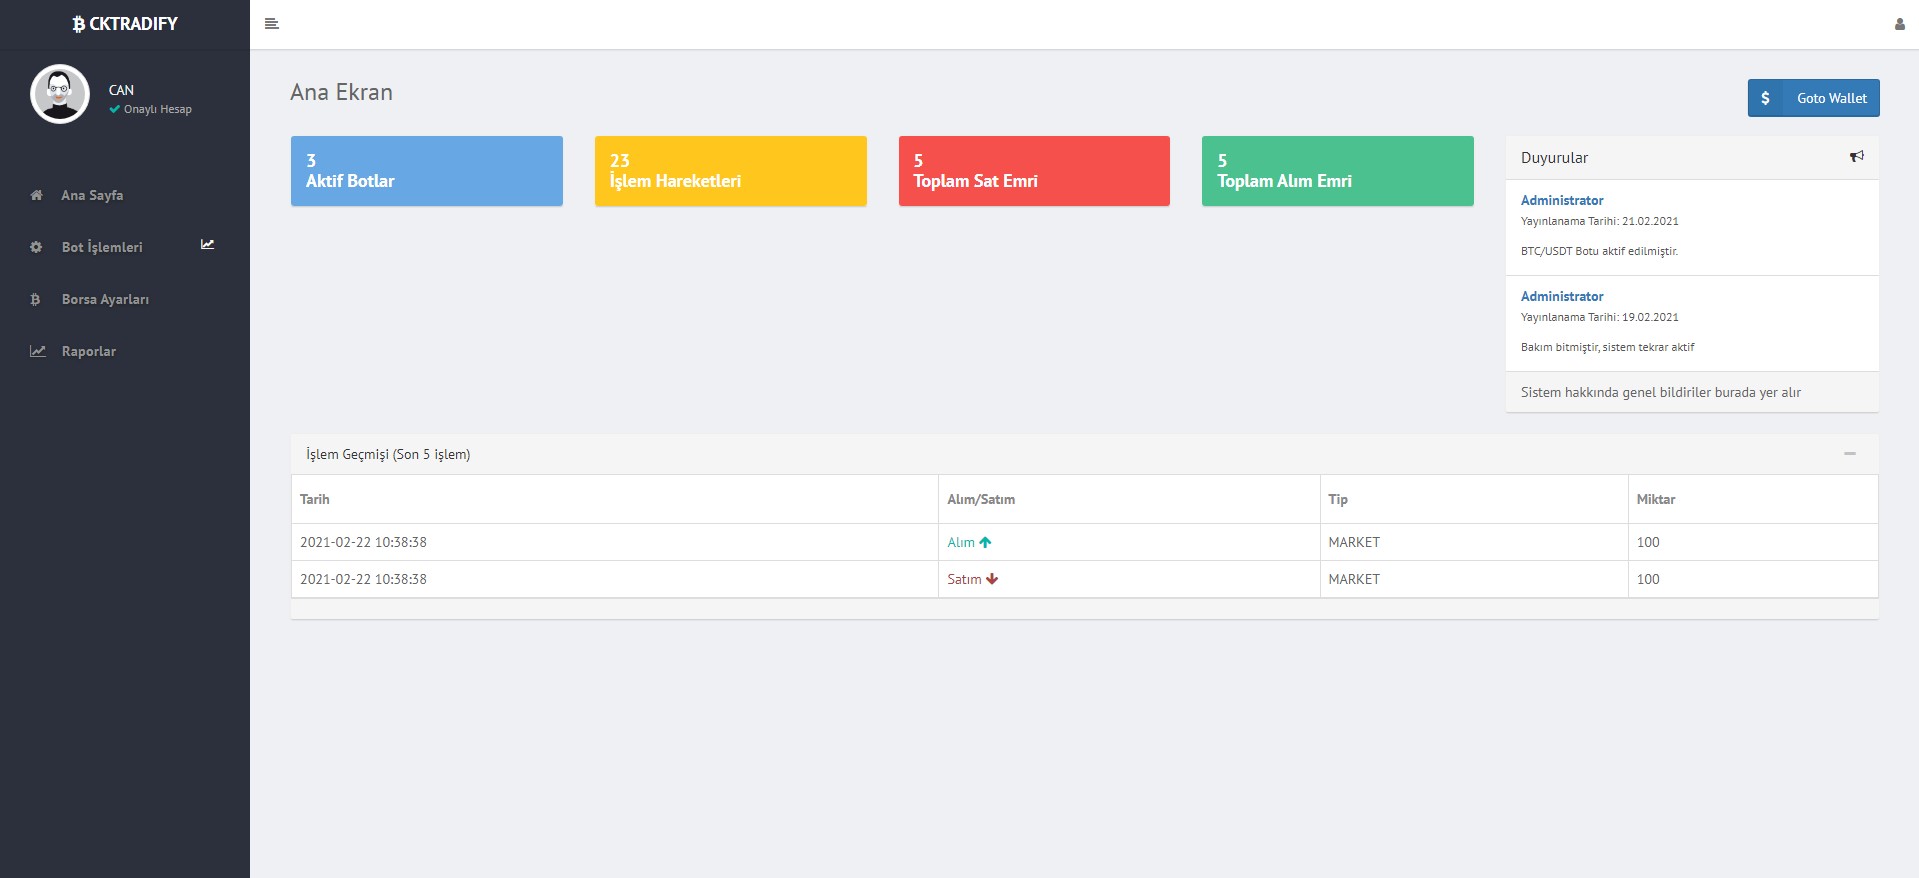 CKTRADIFY
CAN
Onaylı Hesap
Ana Sayfa
Bot İşlemleri
Borsa Ayarları
Raporlar
Ana Ekran
$ Goto Wallet
3
Aktif Botlar
23
İşlem Hareketleri
5
Toplam Sat Emri
5
Toplam Alım Emri
Duyurular
Administrator
Yayınlanama Tarihi: 21.02.2021
BTC/USDT Botu aktif edilmiştir.
Administrator
Yayınlanama Tarihi: 19.02.2021
Bakım bitmiştir, sistem tekrar aktif
Sistem hakkında genel bildiriler burada yer alır
İşlem Geçmişi (Son 5 işlem)
Tarih Alım/Satım Tip Miktar
2021-02-22 10:38:38 Alım MARKET 100
2021-02-22 10:38:38 Satım MARKET 100